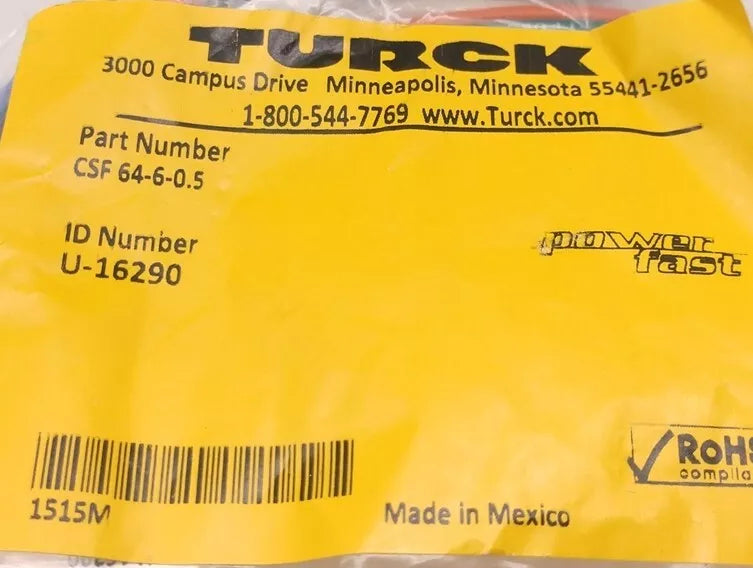 TURCK
3000 Campus Drive Minneapolis, Minnesota 55441-2656
1-800-544-7769 www.Turck.com
Part Number
CSF 64-6-0.5
ID Number
U-16290
power
fast
RoHS
complia
1515M
Made in Mexico